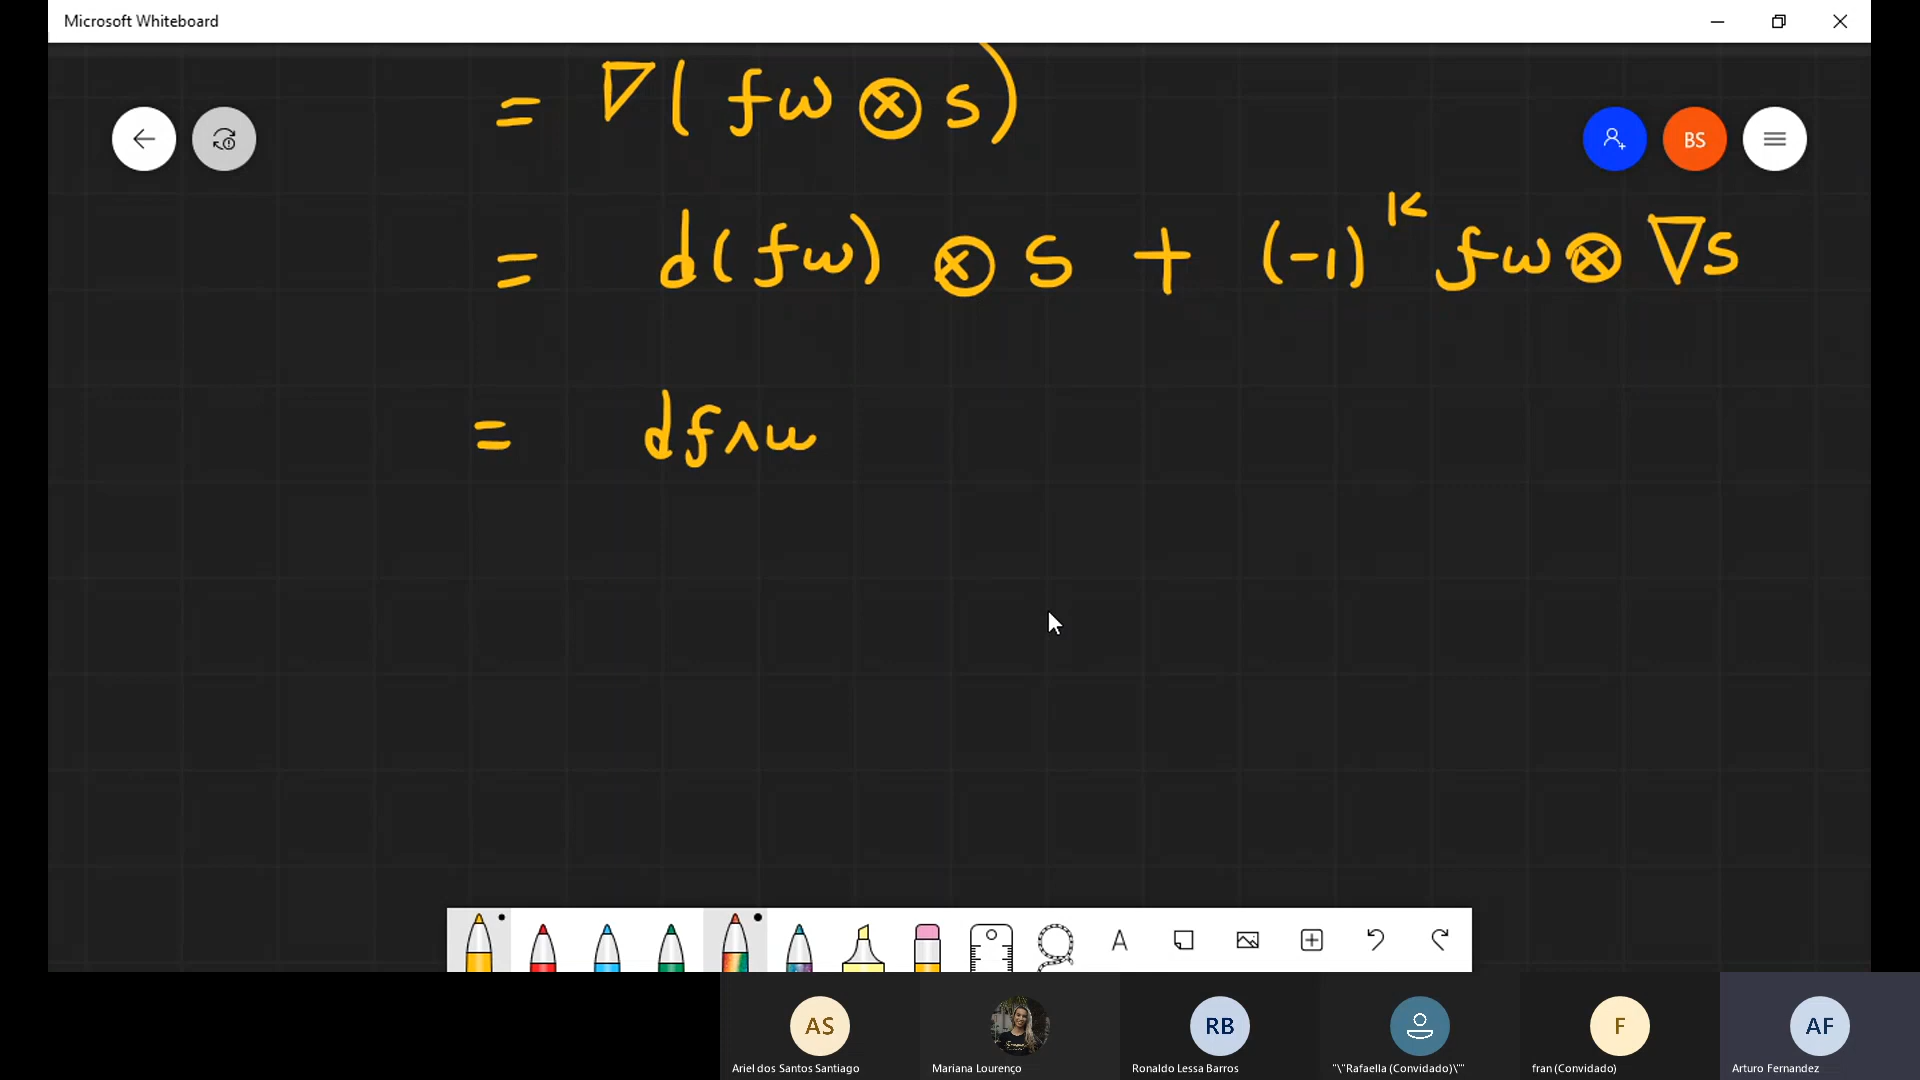 Microsoft Whiteboard
= ∇( fω ⊗ s)
BS
= d(fω) ⊗ s + (-1)^k fω ⊗ ∇s
= df∧ω
A
AS
RB
F
AF
Ariel dos Santos Santiago
Mariana Lourenço
Ronaldo Lessa Barros
"\"Rafaella (Convidado)\""
fran (Convidado)
Arturo Fernandez